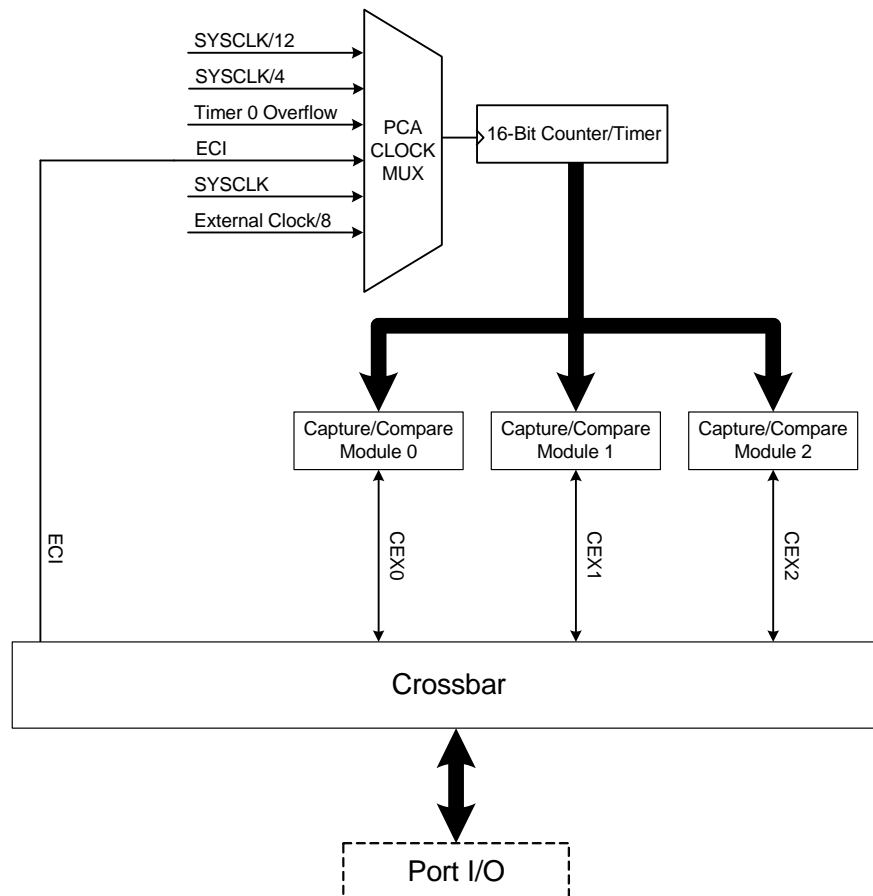 SYSCLK/12
SYSCLK/4
Timer 0 Overflow
ECI
SYSCLK
External Clock/8
PCA
CLOCK
MUX
16-Bit Counter/Timer
Capture/Compare
Module 0
Capture/Compare
Module 1
Capture/Compare
Module 2
ECI
CEX0
CEX1
CEX2
Crossbar
Port I/O